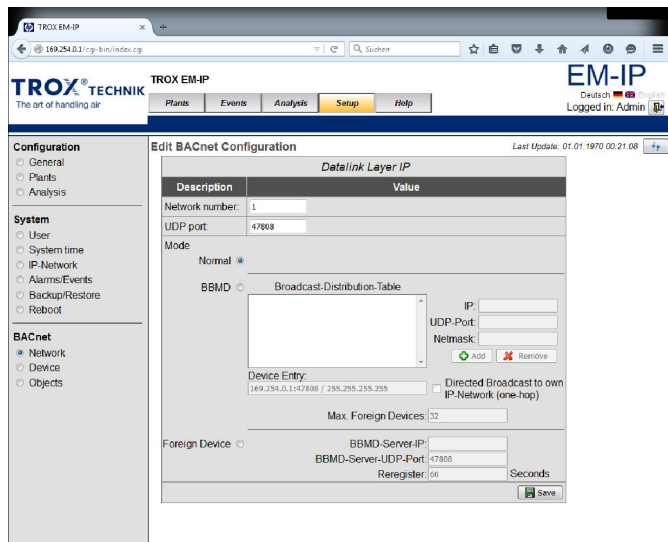 TROX EM-IP
169.254.0.1/cgi-bin/index.cgi
Suchen
TROX® TECHNIK
The art of handling air
TROX EM-IP
EM-IP
Deutsch English
Logged in: Admin
Plants Events Analysis Setup Help
Configuration
General
Plants
Analysis
System
User
System time
IP-Network
Alarms/Events
Backup/Restore
Reboot
BACnet
Network
Device
Objects
Edit BACnet Configuration
Last Update: 01.01.1970 00:21:08
Datalink Layer IP
Description Value
Network number: 1
UDP port: 47808
Mode
Normal
BBMD Broadcast-Distribution-Table
IP:
UDP-Port:
Netmask:
Add Remove
Device Entry:
169.254.0.1:47808 / 255.255.255.255
Directed Broadcast to own
IP-Network (one-hop)
Max. Foreign Devices: 32
Foreign Device BBMD-Server-IP:
BBMD-Server-UDP-Port: 47808
Reregister: 60 Seconds
Save